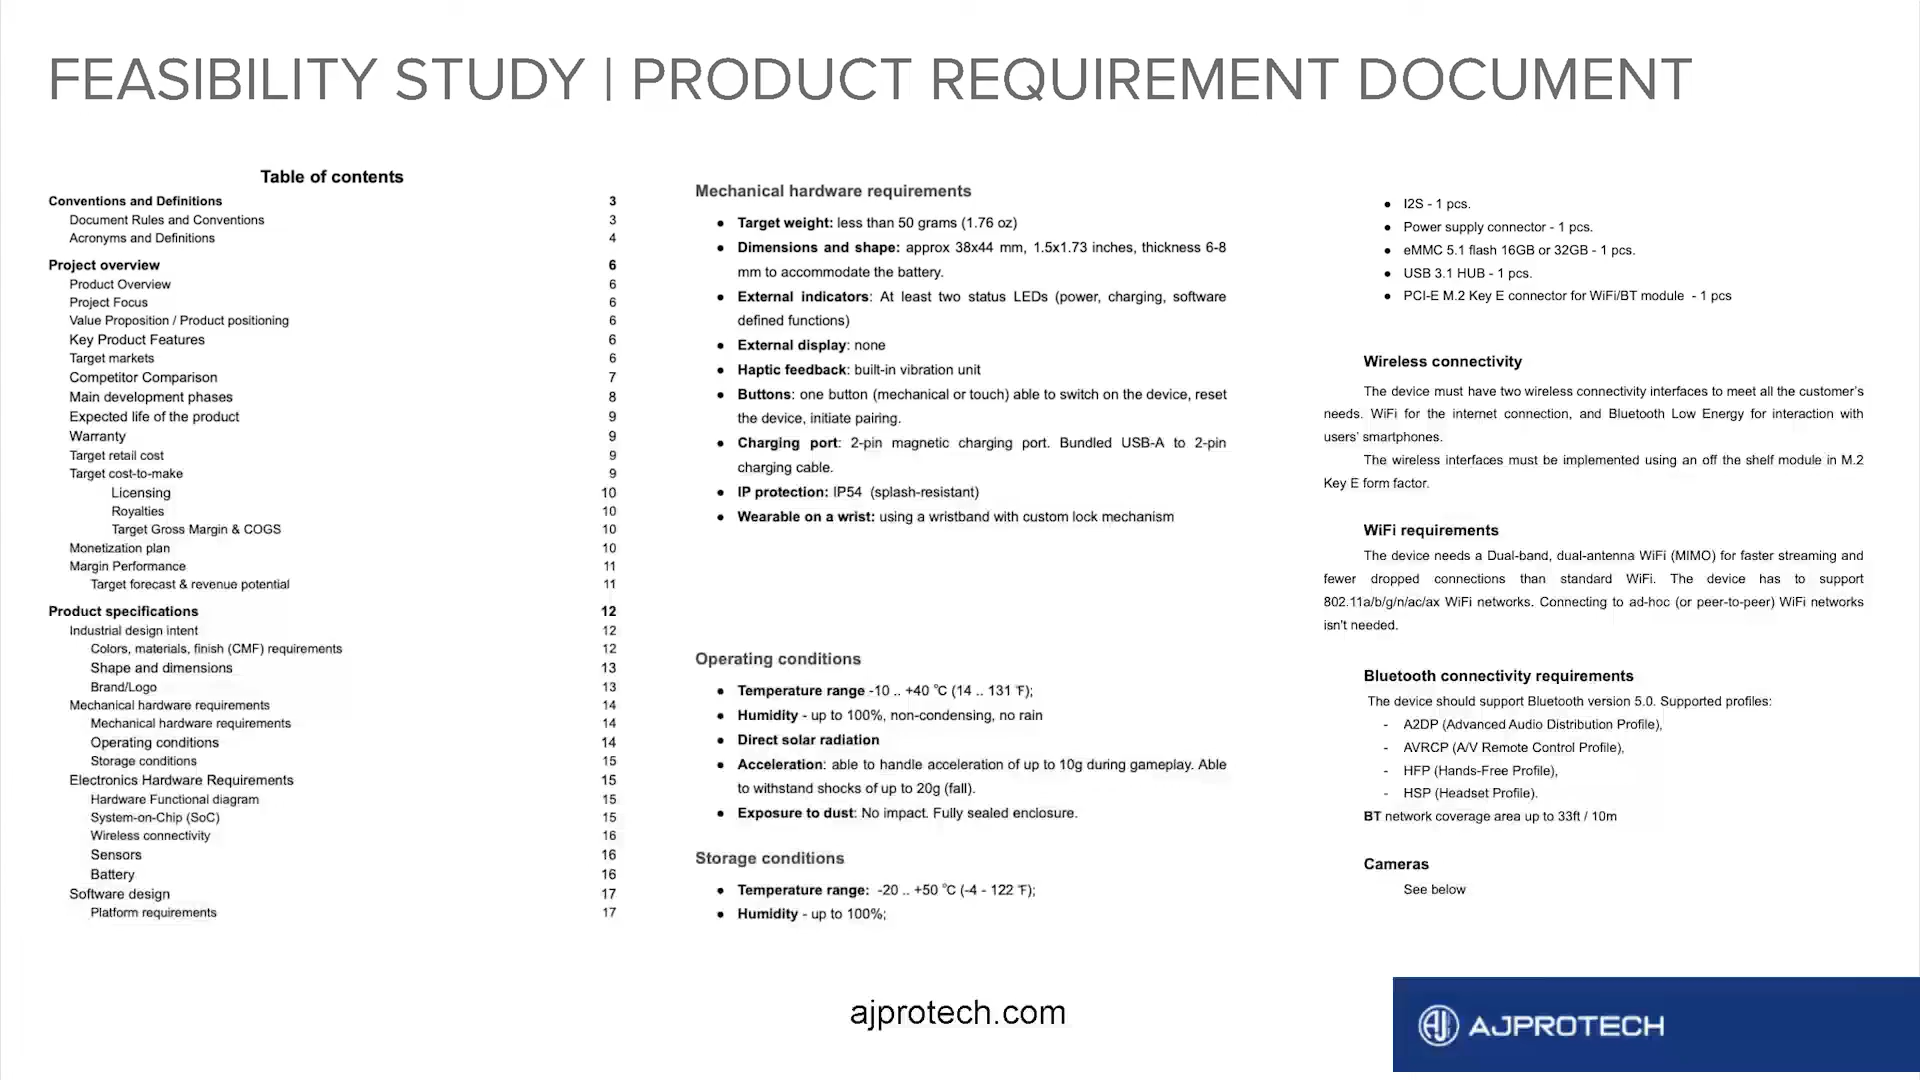 FEASIBILITY STUDY | PRODUCT REQUIREMENT DOCUMENT
Table of contents
Conventions and Definitions 3
Document Rules and Conventions 3
Acronyms and Definitions 4
Project overview 6
Product Overview 6
Project Focus 6
Value Proposition / Product positioning 6
Key Product Features 6
Target markets 6
Competitor Comparison 7
Main development phases 8
Expected life of the product 9
Warranty 9
Target retail cost 9
Target cost-to-make 9
Licensing 10
Royalties 10
Target Gross Margin & COGS 10
Monetization plan 10
Margin Performance 11
Target forecast & revenue potential 11
Product specifications 12
Industrial design intent 12
Colors, materials, finish (CMF) requirements 12
Shape and dimensions 13
Brand/Logo 13
Mechanical hardware requirements 14
Mechanical hardware requirements 14
Operating conditions 14
Storage conditions 15
Electronics Hardware Requirements 15
Hardware Functional diagram 15
System-on-Chip (SoC) 15
Wireless connectivity 16
Sensors 16
Battery 16
Software design 17
Platform requirements 17
Mechanical hardware requirements
● Target weight: less than 50 grams (1.76 oz)
● Dimensions and shape: approx 38x44 mm, 1.5x1.73 inches, thickness 6-8
mm to accommodate the battery.
● External indicators: At least two status LEDs (power, charging, software
defined functions)
● External display: none
● Haptic feedback: built-in vibration unit
● Buttons: one button (mechanical or touch) able to switch on the device, reset
the device, initiate pairing.
● Charging port: 2-pin magnetic charging port. Bundled USB-A to 2-pin
charging cable.
● IP protection: IP54 (splash-resistant)
● Wearable on a wrist: using a wristband with custom lock mechanism
Operating conditions
● Temperature range -10 .. +40 ℃ (14 .. 131 ℉);
● Humidity - up to 100%, non-condensing, no rain
● Direct solar radiation
● Acceleration: able to handle acceleration of up to 10g during gameplay. Able
to withstand shocks of up to 20g (fall).
● Exposure to dust: No impact. Fully sealed enclosure.
Storage conditions
● Temperature range: -20 .. +50 ℃ (-4 - 122 ℉);
● Humidity - up to 100%;
● I2S - 1 pcs.
● Power supply connector - 1 pcs.
● eMMC 5.1 flash 16GB or 32GB - 1 pcs.
● USB 3.1 HUB - 1 pcs.
● PCI-E M.2 Key E connector for WiFi/BT module - 1 pcs
Wireless connectivity
The device must have two wireless connectivity interfaces to meet all the customer's
needs. WiFi for the internet connection, and Bluetooth Low Energy for interaction with
users' smartphones.
The wireless interfaces must be implemented using an off the shelf module in M.2
Key E form factor.
WiFi requirements
The device needs a Dual-band, dual-antenna WiFi (MIMO) for faster streaming and
fewer dropped connections than standard WiFi. The device has to support
802.11a/b/g/n/ac/ax WiFi networks. Connecting to ad-hoc (or peer-to-peer) WiFi networks
isn't needed.
Bluetooth connectivity requirements
The device should support Bluetooth version 5.0. Supported profiles:
- A2DP (Advanced Audio Distribution Profile),
- AVRCP (A/V Remote Control Profile),
- HFP (Hands-Free Profile),
- HSP (Headset Profile).
BT network coverage area up to 33ft / 10m
Cameras
See below
ajprotech.com
AJPROTECH